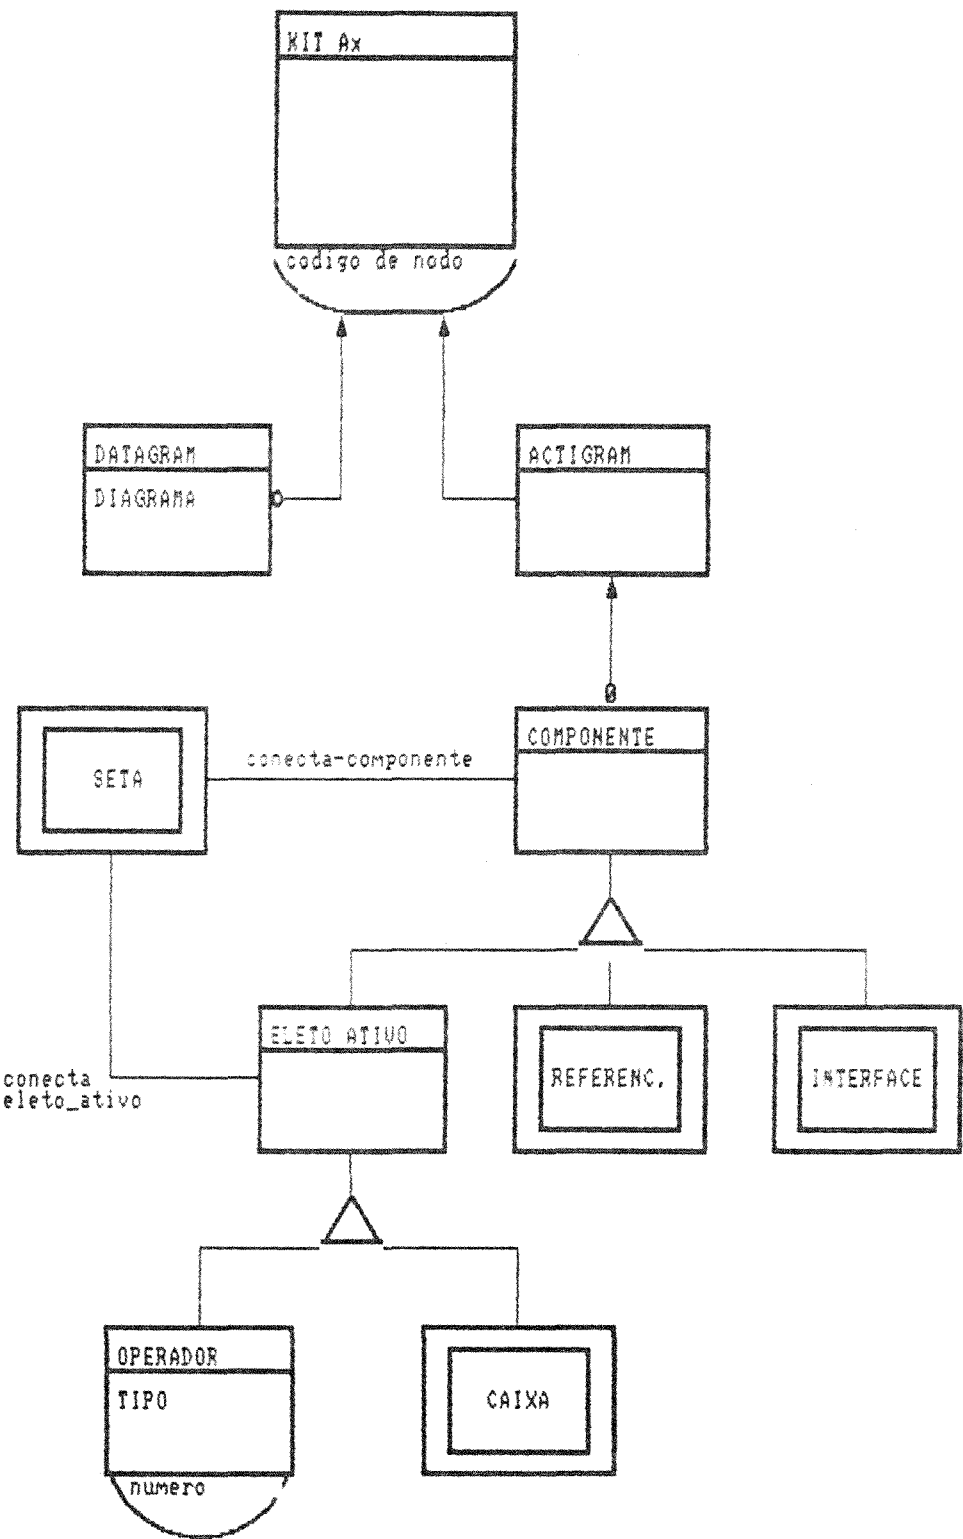 KIT Ax
codigo de nodo
DATAGRAM
DIAGRAMA
ACTIGRAM
0
COMPONENTE
SETA
conecta-componente
ELETO ATIVO
REFERENC.
INTERFACE
conecta
eleto_ativo
OPERADOR
TIPO
CAIXA
numero